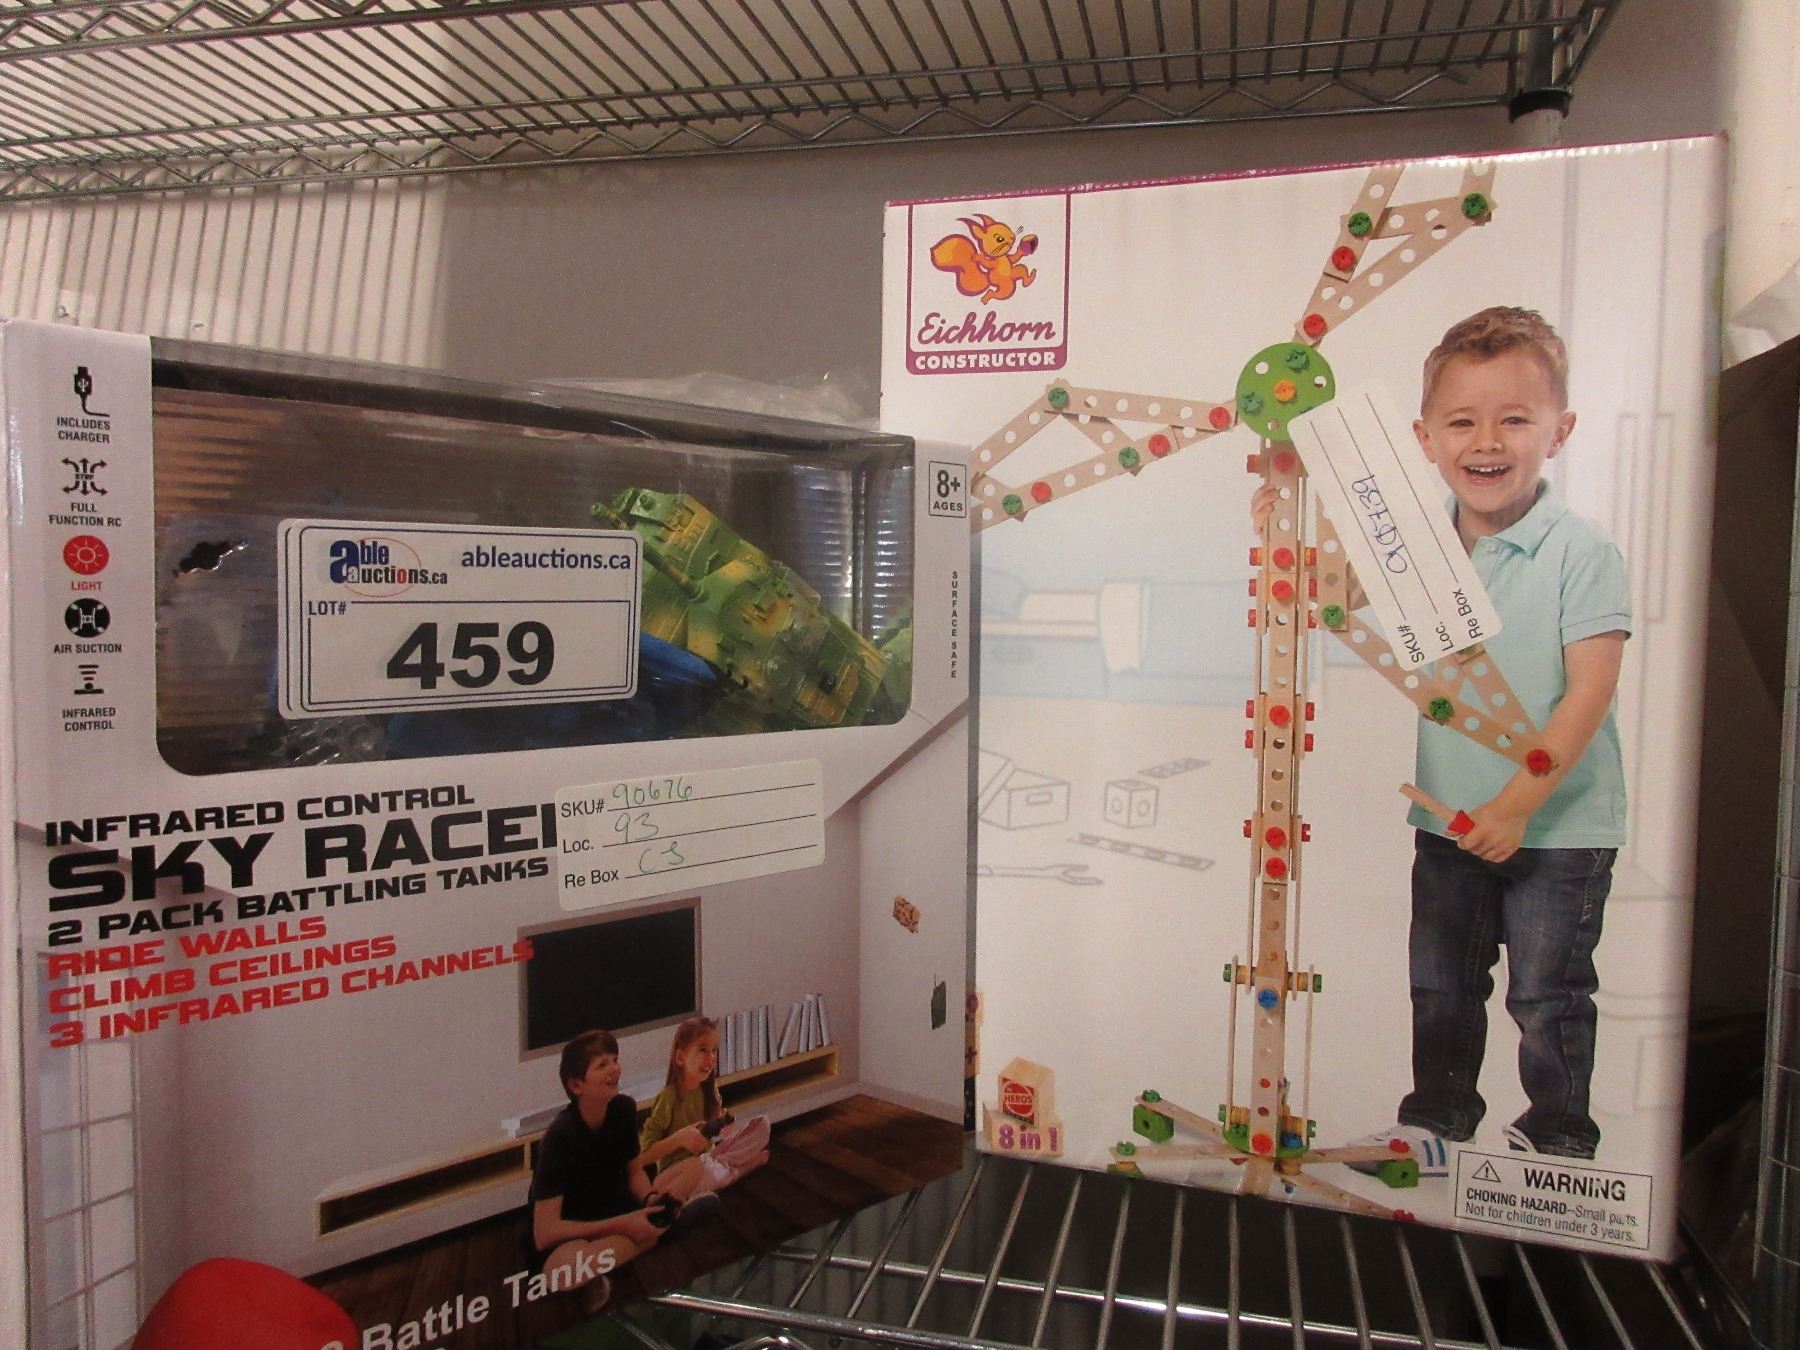 INCLUDES
CHARGER
STOP
FULL
FUNCTION RC
LIGHT
AIR SUCTION
INFRARED
CONTROL
able
auctions.ca
ableauctions.ca
LOT#
459
8+
AGES
SURFACE SAFE
INFRARED CONTROL
SKY RACE
2 PACK BATTLING TANKS
RIDE WALLS
CLIMB CEILINGS
3 INFRARED CHANNELS
SKU# 90676
Loc. 93
Re Box CS
Battle Tanks
Eichhorn
CONSTRUCTOR
SKU#
Loc.
Re Box
HEROS
8 in 1
WARNING
CHOKING HAZARD–Small parts.
Not for children under 3 years.